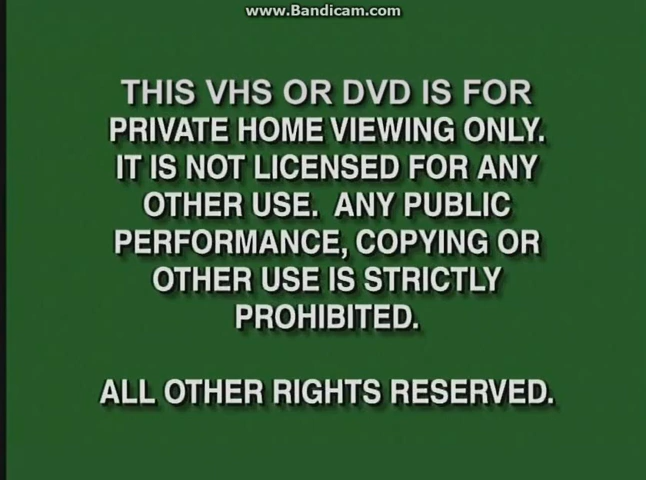 www.Bandicam.com
THIS VHS OR DVD IS FOR
PRIVATE HOME VIEWING ONLY.
IT IS NOT LICENSED FOR ANY
OTHER USE. ANY PUBLIC
PERFORMANCE, COPYING OR
OTHER USE IS STRICTLY
PROHIBITED.
ALL OTHER RIGHTS RESERVED.